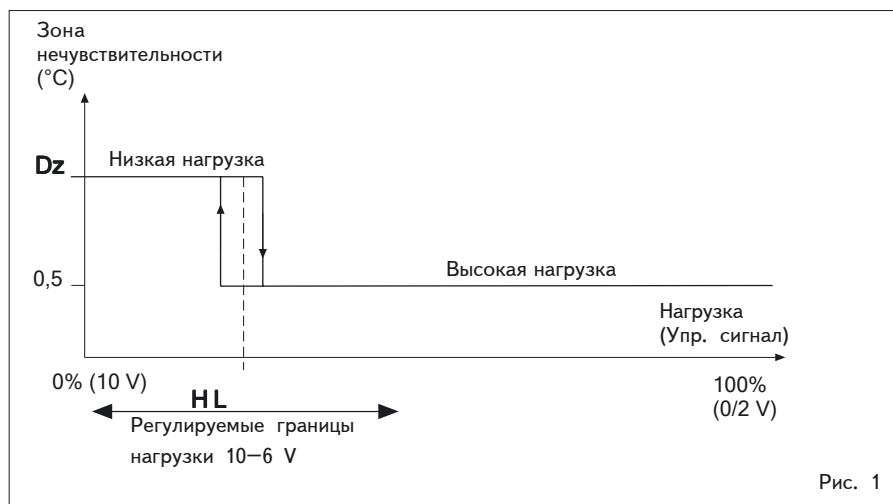 Зона
нечувствительности
(°C)
Dz
Низкая нагрузка
0,5
Высокая нагрузка
Нагрузка
(Упр. сигнал)
0% (10 V)
100%
(0/2 V)
HL
Регулируемые границы
нагрузки 10–6 V
Рис. 1